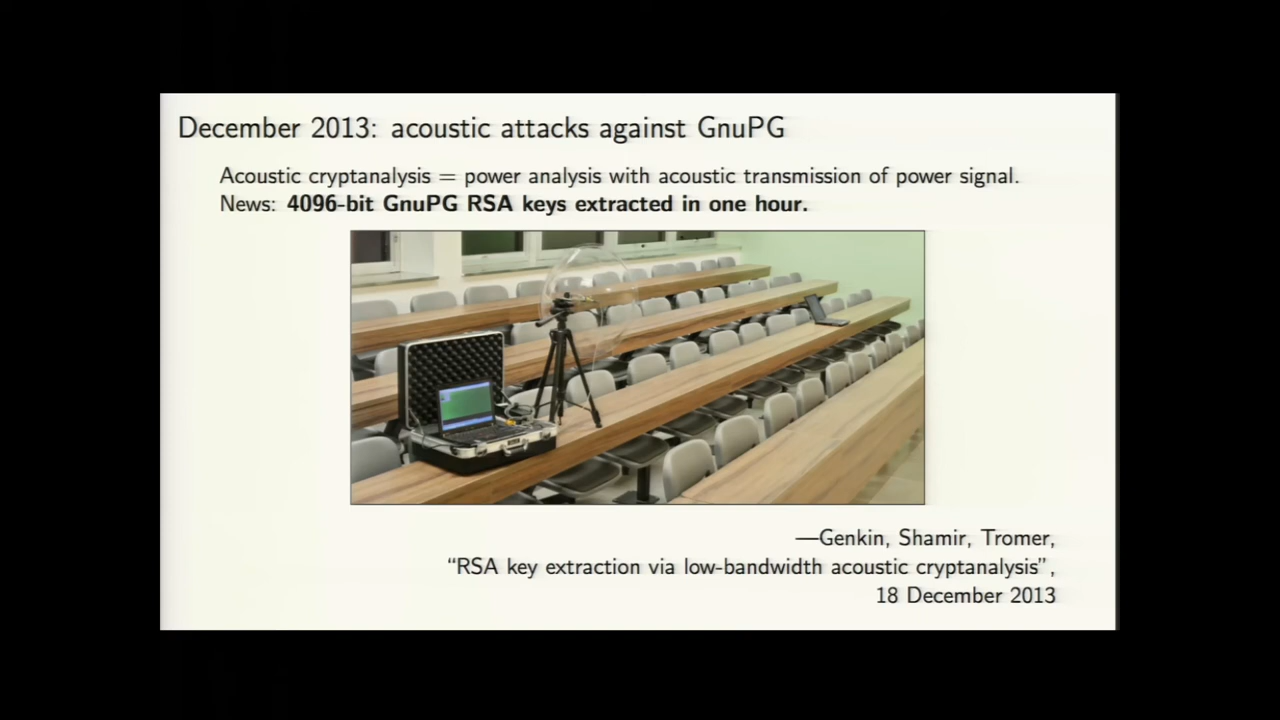 December 2013: acoustic attacks against GnuPG
Acoustic cryptanalysis = power analysis with acoustic transmission of power signal.
News: 4096-bit GnuPG RSA keys extracted in one hour.
—Genkin, Shamir, Tromer,
“RSA key extraction via low-bandwidth acoustic cryptanalysis”,
18 December 2013